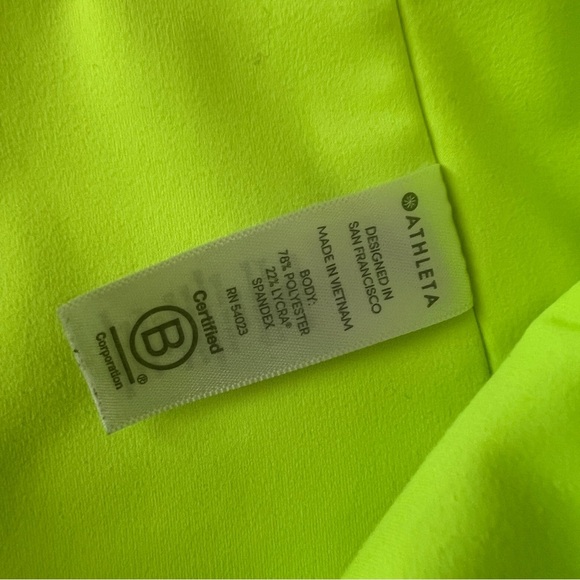 ATHLETA
DESIGNED IN
SAN FRANCISCO
MADE IN VIETNAM
BODY:
78% POLYESTER
22% LYCRA®
SPANDEX
RN 54023
Certified
B
®
Corporation